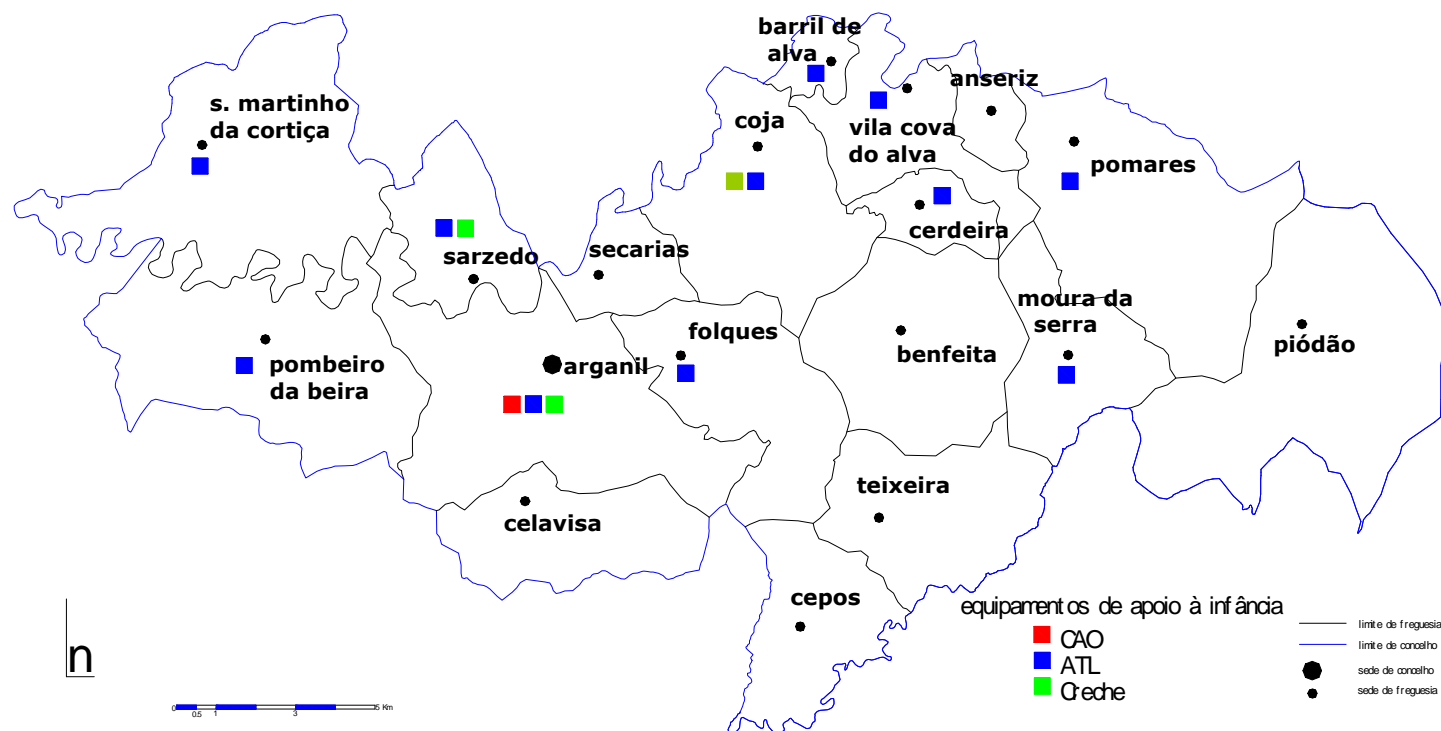 barril de
alva
anseriz
s. martinho
da cortiça
coja
vila cova
do alva
pomares
cerdeira
sarzedo
secarias
moura da
serra
folques
benfeita
piódão
pombeiro
da beira
arganil
teixeira
celavisa
cepos
equipamentos de apoio à infância
CAO
ATL
Creche
limite de freguesia
limite de concelho
sede de concelho
sede de freguesia
n
0 0.5 1 3 5 Km